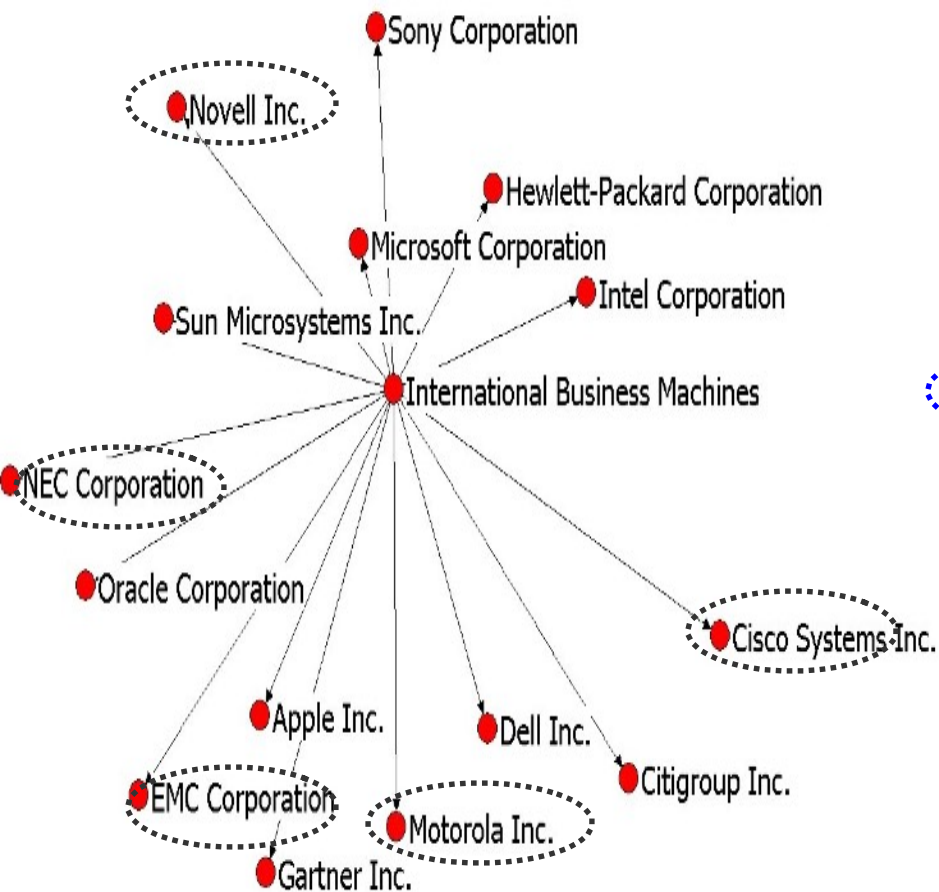 Sony Corporation
Novell Inc.
Hewlett-Packard Corporation
Microsoft Corporation
Intel Corporation
Sun Microsystems Inc.
International Business Machines
NEC Corporation
Oracle Corporation
Cisco Systems Inc.
Apple Inc.
Dell Inc.
Citigroup Inc.
EMC Corporation
Motorola Inc.
Gartner Inc.